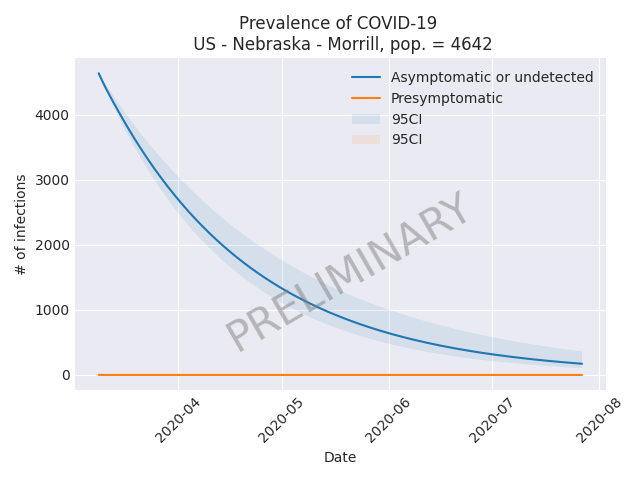 Prevalence of COVID-19
US - Nebraska - Morrill, pop. = 4642
Asymptomatic or undetected
Presymptomatic
95CI
95CI
4000
3000
2000
1000
0
# of infections
PRELIMINARY
2020-04
2020-05
2020-06
2020-07
2020-08
Date